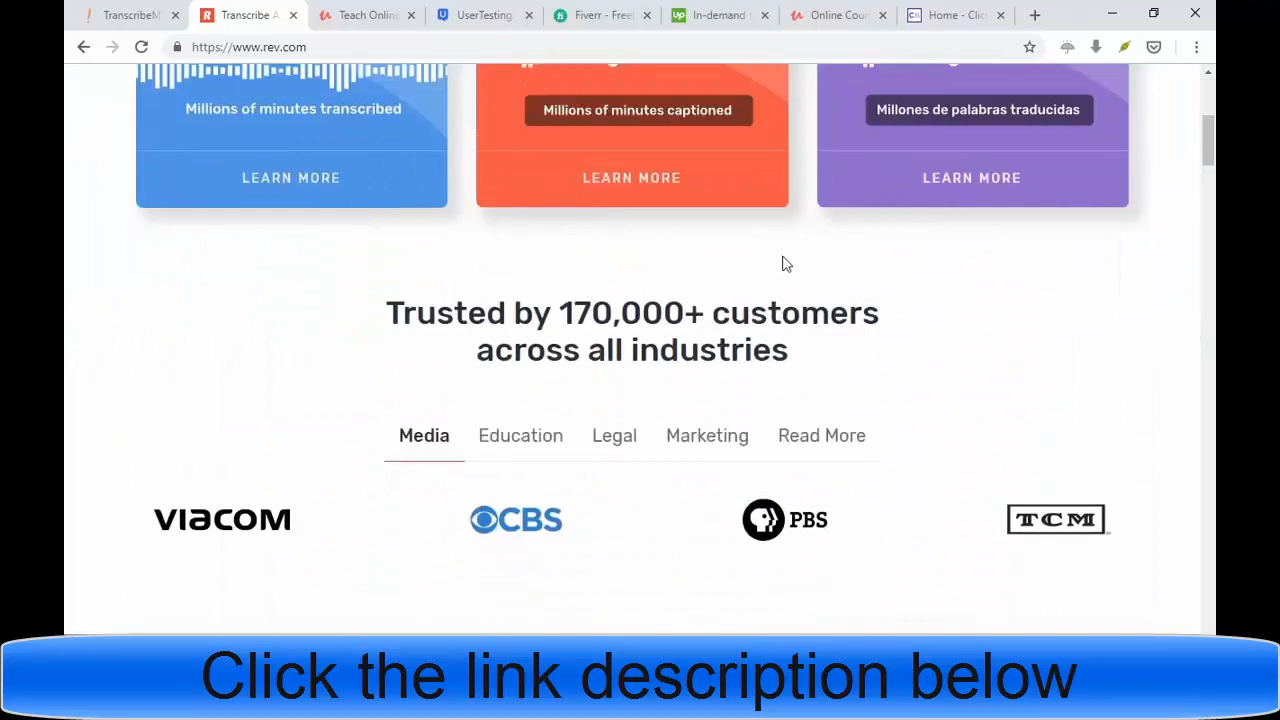 TranscribeM
Transcribe A
Teach Online
UserTesting
Fiverr - Free
In-demand
Online Cour
Home - Clic
https://www.rev.com
Millions of minutes transcribed
Millions of minutes captioned
Millones de palabras traducidas
LEARN MORE
LEARN MORE
LEARN MORE
Trusted by 170,000+ customers
across all industries
Media Education Legal Marketing Read More
VIACOM
CBS
PBS
TCM
Click the link description below